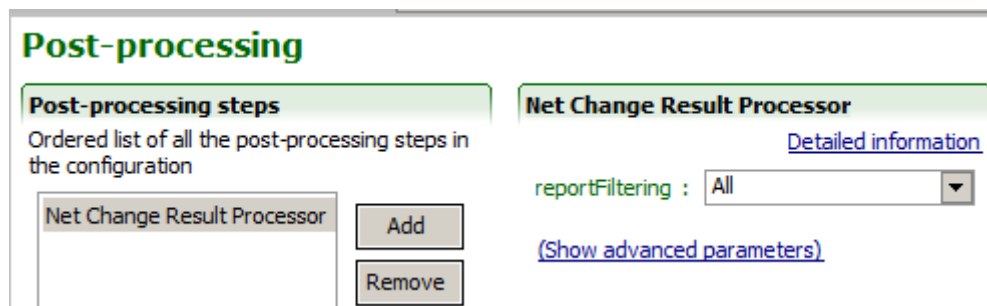 Post-processing
Post-processing steps
Ordered list of all the post-processing steps in
the configuration
Net Change Result Processor
Add
Remove
Net Change Result Processor
Detailed information
reportFiltering : All
(Show advanced parameters)